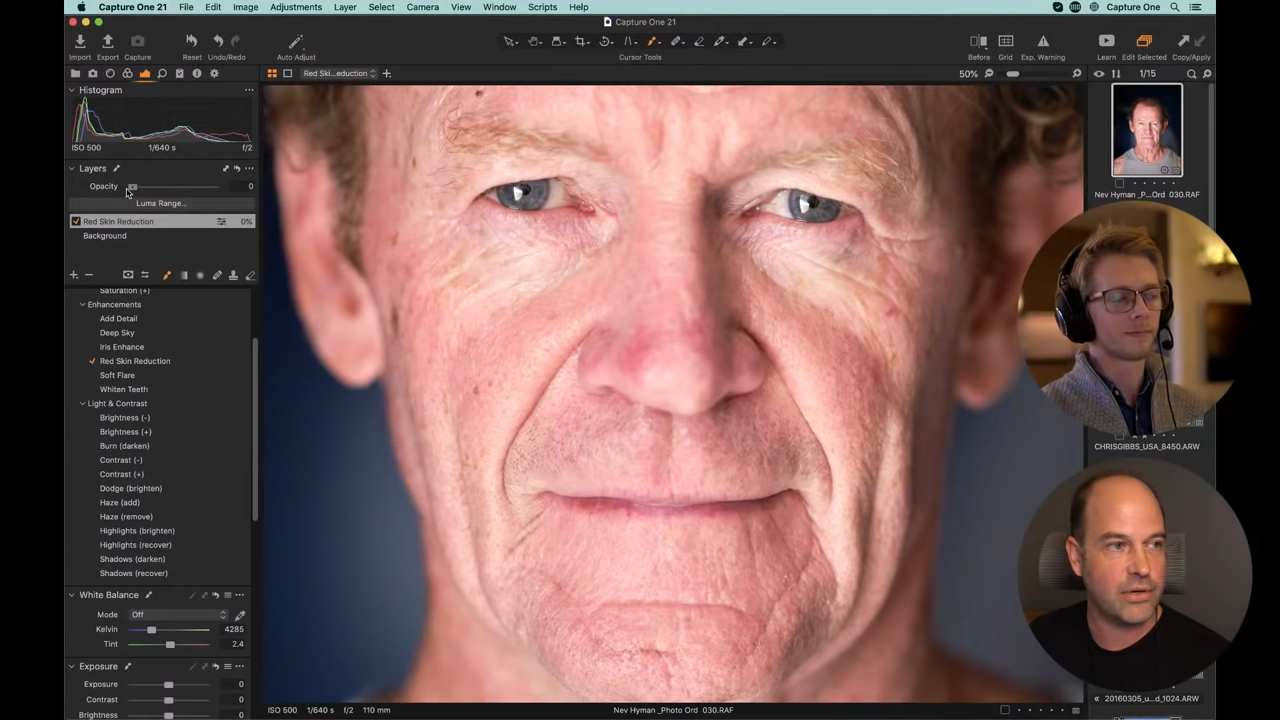 Capture One 21 File Edit Image Adjustments Layer Select Camera View Window Scripts Help Capture One
Capture One 21
Import Export Capture Reset Undo/Redo Auto Adjust Cursor Tools Before Grid Exp. Warning Learn Edit Selected Copy/Apply
Red Ski...eduction 50% 1/15
Histogram
ISO 500 1/640 s f/2
Layers
Opacity 0
Luma Range...
Red Skin Reduction 0%
Background
Saturation (+)
Enhancements
Add Detail
Deep Sky
Iris Enhance
Red Skin Reduction
Soft Flare
Whiten Teeth
Light & Contrast
Brightness (-)
Brightness (+)
Burn (darken)
Contrast (-)
Contrast (+)
Dodge (brighten)
Haze (add)
Haze (remove)
Highlights (brighten)
Highlights (recover)
Shadows (darken)
Shadows (recover)
White Balance
Mode Off
Kelvin 4285
Tint 2.4
Exposure
Exposure 0
Contrast 0
Brightness 0
ISO 500 1/640 s f/2 110 mm Nev Hyman _Photo Ord 030.RAF
Nev Hyman _P...Ord 030.RAF
CHRISGIBBS_USA_8450.ARW
20160305_u...d_1024.ARW